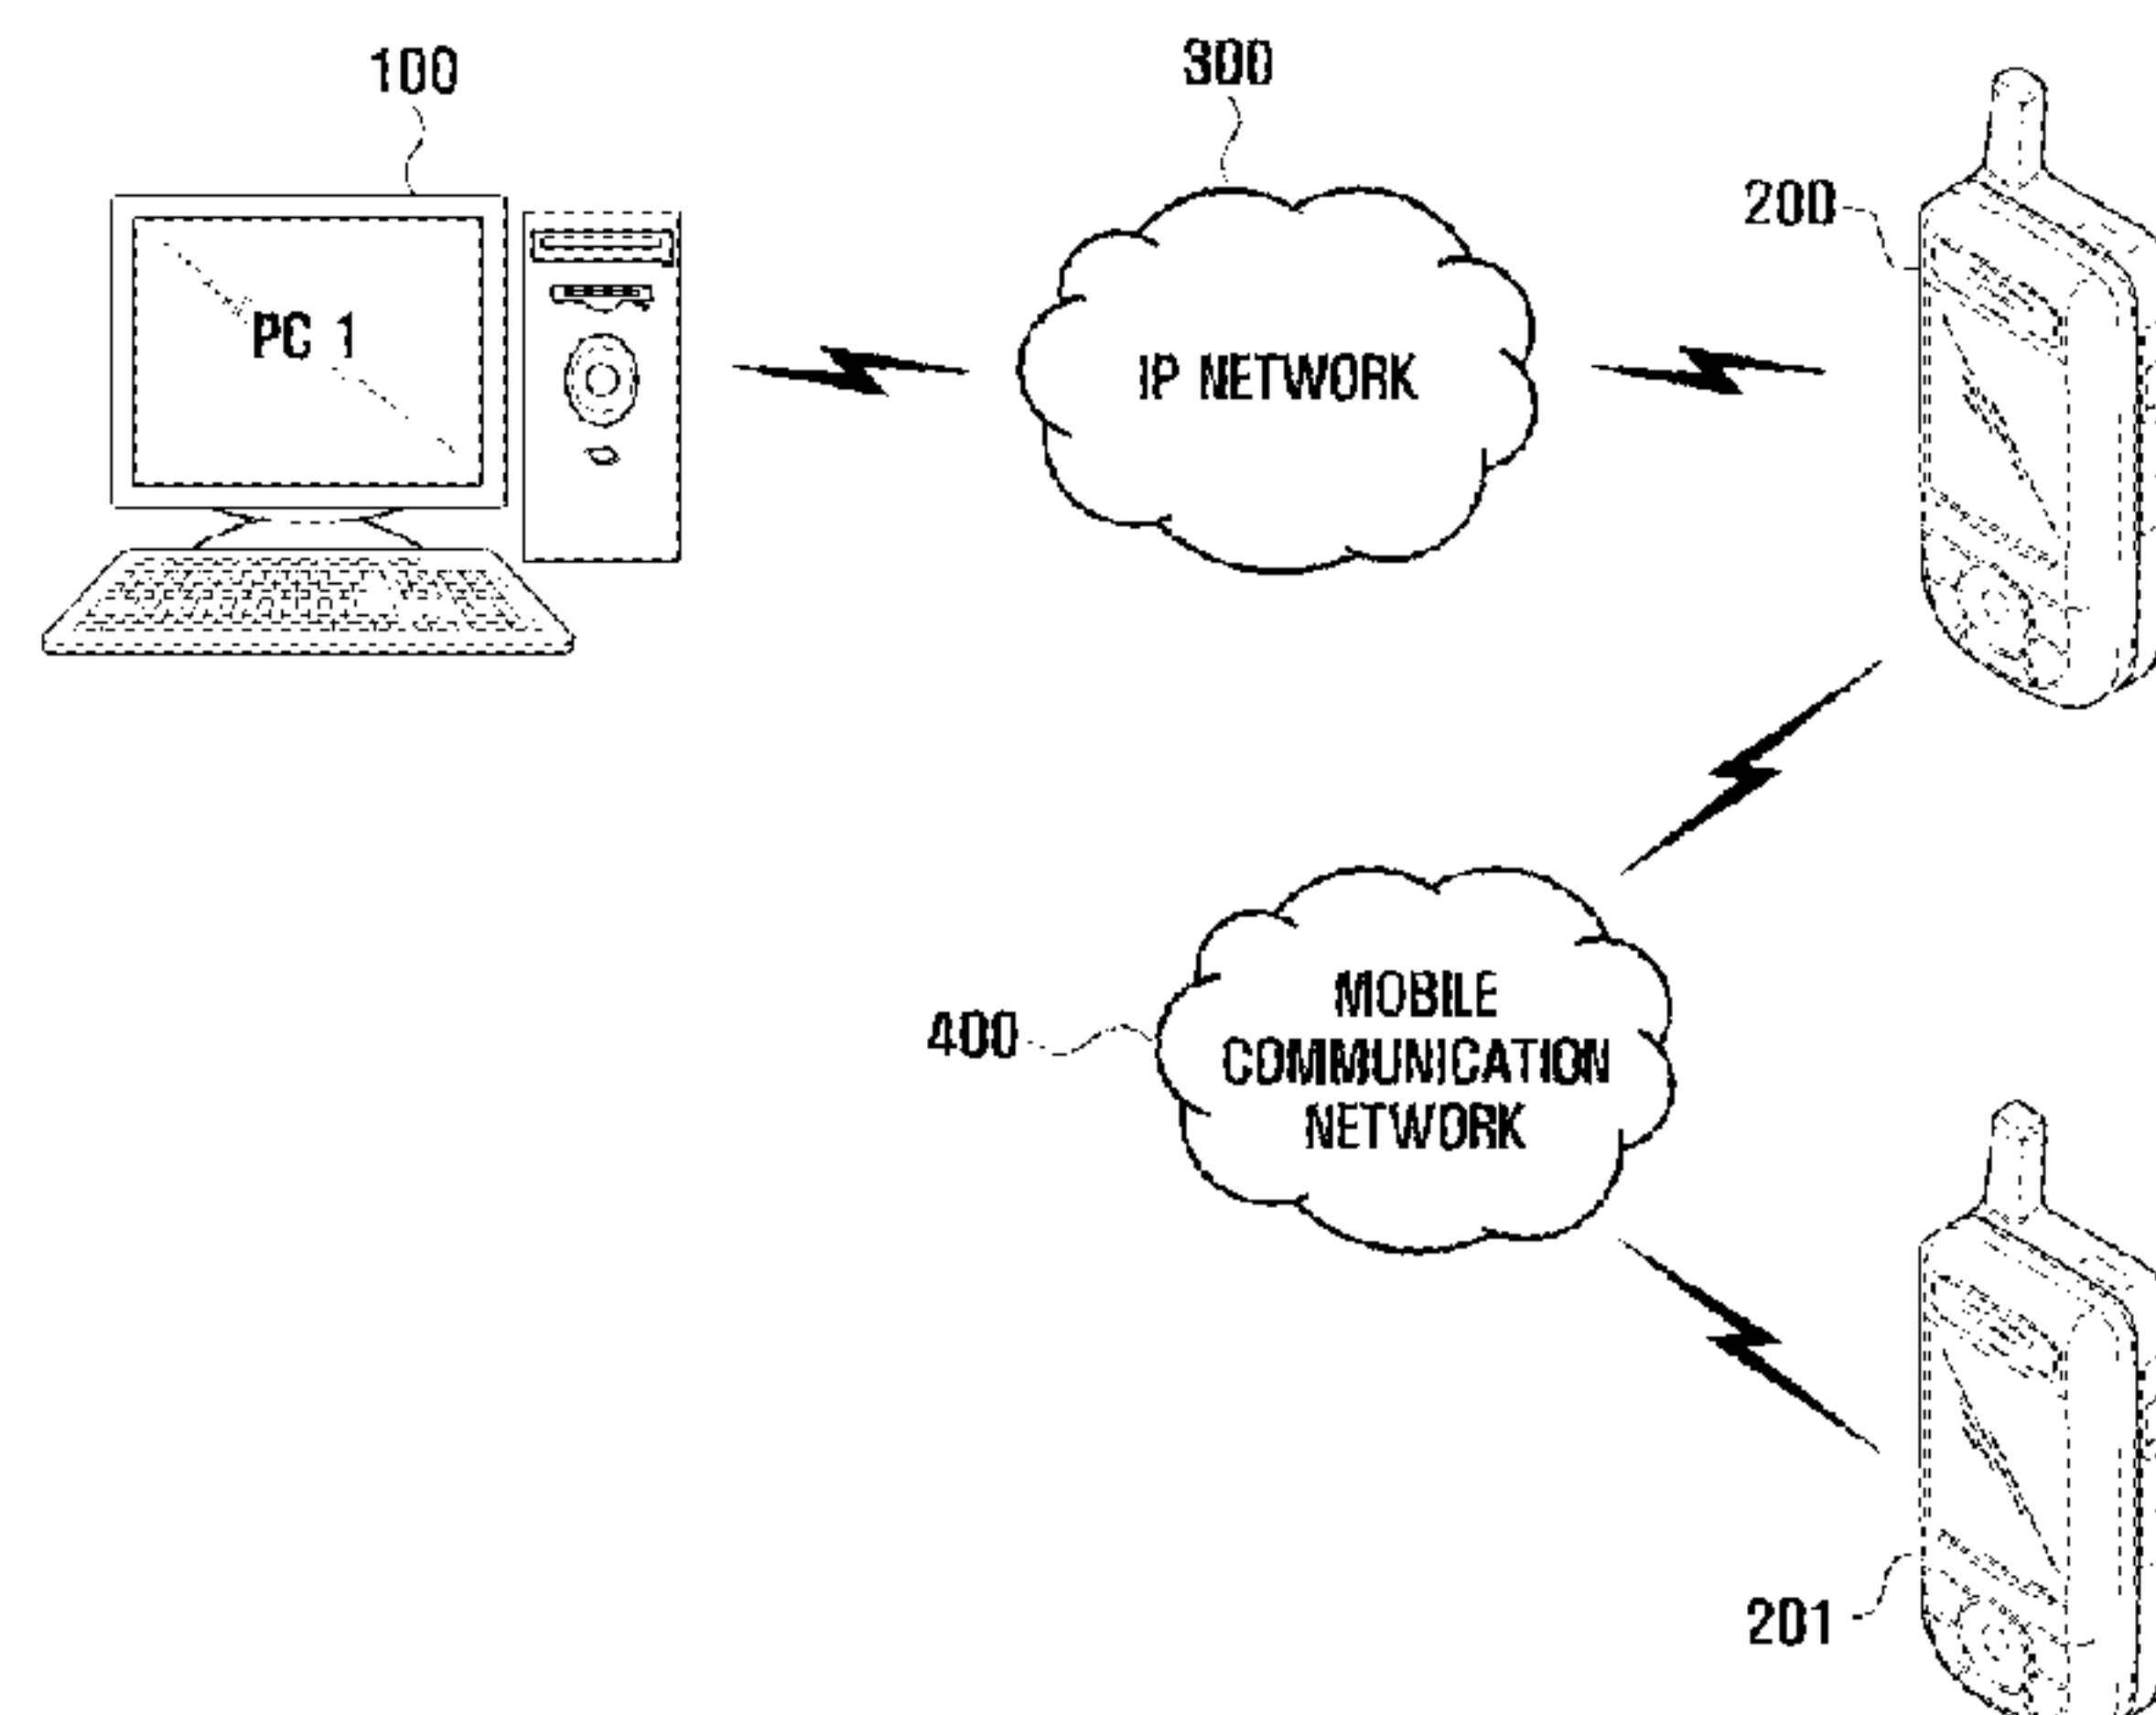 100
300
200
PC 1
IP NETWORK
400
MOBILE
COMMUNICATION
NETWORK
201